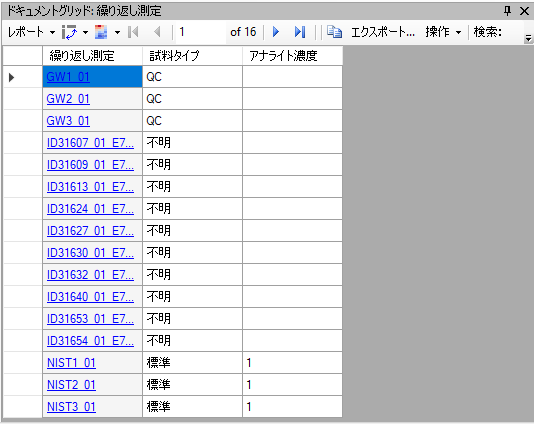 ドキュメントグリッド: 繰り返し測定
レポート 1 of 16 エクスポート... 操作 検索:
繰り返し測定 試料タイプ アナライト濃度
GW1_01 QC
GW2_01 QC
GW3_01 QC
ID31607_01_E7... 不明
ID31609_01_E7... 不明
ID31613_01_E7... 不明
ID31624_01_E7... 不明
ID31627_01_E7... 不明
ID31630_01_E7... 不明
ID31632_01_E7... 不明
ID31640_01_E7... 不明
ID31653_01_E7... 不明
ID31654_01_E7... 不明
NIST1_01 標準 1
NIST2_01 標準 1
NIST3_01 標準 1